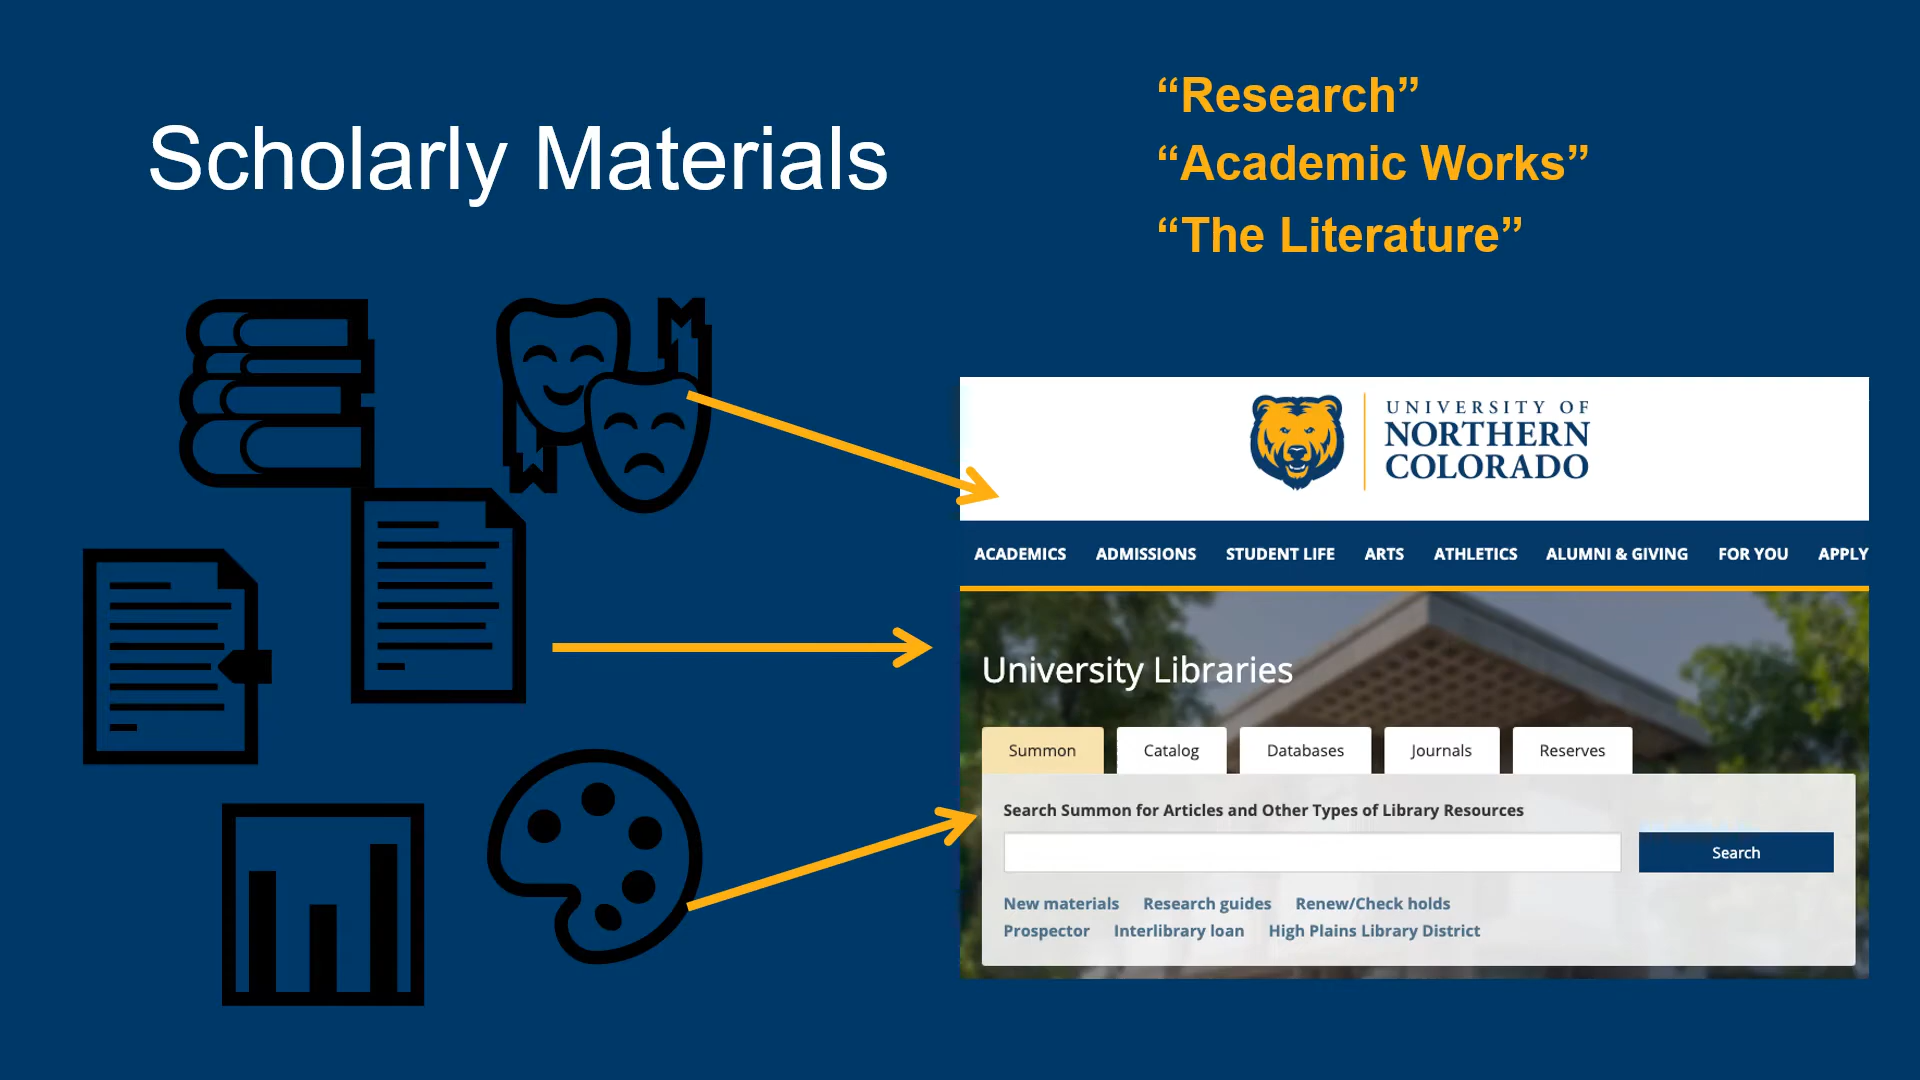 Scholarly Materials
“Research”
“Academic Works”
“The Literature”
UNIVERSITY OF
NORTHERN
COLORADO
ACADEMICS ADMISSIONS STUDENT LIFE ARTS ATHLETICS ALUMNI & GIVING FOR YOU APPLY
University Libraries
Summon Catalog Databases Journals Reserves
Search Summon for Articles and Other Types of Library Resources
Search
New materials Research guides Renew/Check holds
Prospector Interlibrary loan High Plains Library District